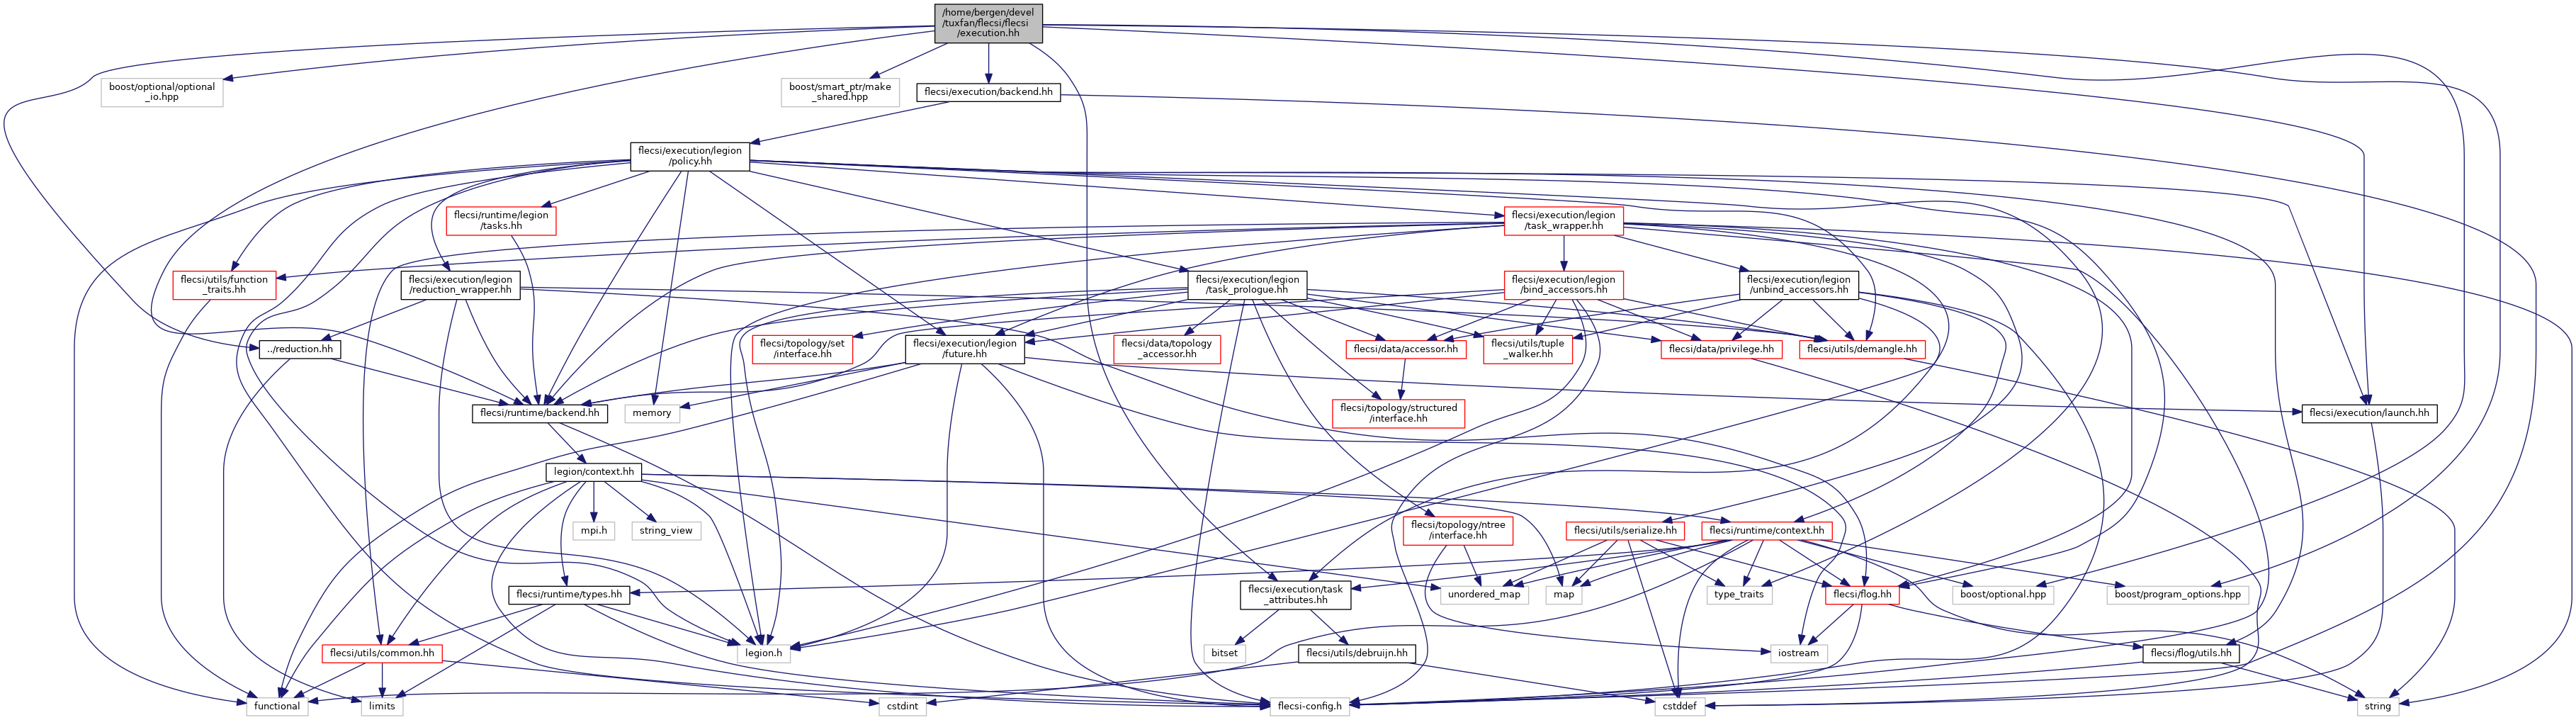 /home/bergen/devel
/tuxfan/flecsi/flecsi
/execution.hh
boost/optional/optional
_io.hpp
boost/smart_ptr/make
_shared.hpp
flecsi/execution/backend.hh
flecsi/execution/legion
/policy.hh
flecsi/runtime/legion
/tasks.hh
flecsi/execution/legion
/task_wrapper.hh
flecsi/utils/function
_traits.hh
flecsi/execution/legion
/reduction_wrapper.hh
flecsi/execution/legion
/task_prologue.hh
flecsi/execution/legion
/bind_accessors.hh
flecsi/execution/legion
/unbind_accessors.hh
../reduction.hh
flecsi/topology/set
/interface.hh
flecsi/execution/legion
/future.hh
flecsi/data/topology
_accessor.hh
flecsi/data/accessor.hh
flecsi/utils/tuple
_walker.hh
flecsi/data/privilege.hh
flecsi/utils/demangle.hh
flecsi/runtime/backend.hh
memory
flecsi/topology/structured
/interface.hh
flecsi/execution/launch.hh
legion/context.hh
mpi.h
string_view
flecsi/topology/ntree
/interface.hh
flecsi/utils/serialize.hh
flecsi/runtime/context.hh
flecsi/runtime/types.hh
flecsi/execution/task
_attributes.hh
unordered_map
map
type_traits
flecsi/flog.hh
boost/optional.hpp
boost/program_options.hpp
flecsi/utils/common.hh
legion.h
bitset
flecsi/utils/debruijn.hh
iostream
flecsi/flog/utils.hh
functional
limits
cstdint
flecsi-config.h
cstddef
string